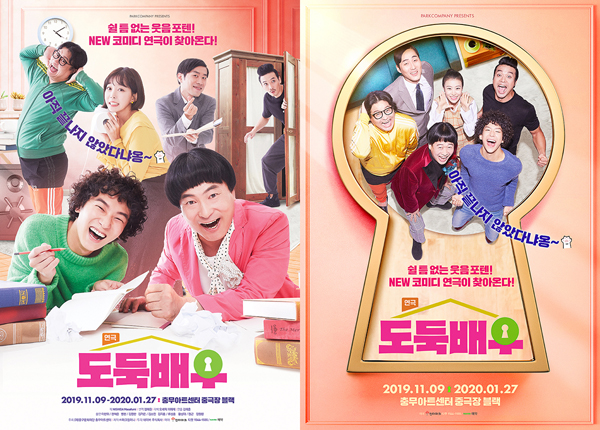 PARKCOMPANY PRESENTS
쉴 틈 없는 웃음 포텐!
NEW 코미디 연극이 찾아온다!
아직 끝나지 않았다냐옹~
연극
도둑배우
2019.11.09 - 2020.01.27 충무아트센터 중극장 블랙
PARKCOMPANY PRESENTS
아직 끝나지 않았다냐옹~
쉴 틈 없는 웃음 포텐!
NEW 코미디 연극이 찾아온다!
연극
도둑배우
2019.11.09 2020.01.27
충무아트센터 중극장 블랙